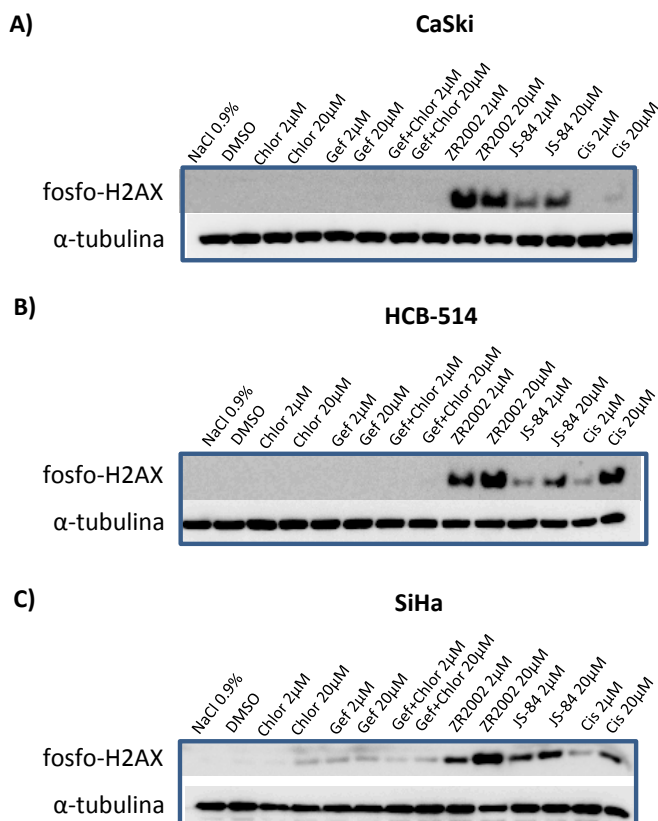 A)
CaSki
NaCl 0.9%
DMSO
Chlor 2µM
Chlor 20µM
Gef 2µM
Gef 20µM
Gef+Chlor 2µM
Gef+Chlor 20µM
ZR2002 2µM
ZR2002 20µM
JS-84 2µM
JS-84 20µM
Cis 2µM
Cis 20µM
fosfo-H2AX
α-tubulina
B)
HCB-514
NaCl 0.9%
DMSO
Chlor 2µM
Chlor 20µM
Gef 2µM
Gef 20µM
Gef+Chlor 2µM
Gef+Chlor 20µM
ZR2002 2µM
ZR2002 20µM
JS-84 2µM
JS-84 20µM
Cis 2µM
Cis 20µM
fosfo-H2AX
α-tubulina
C)
SiHa
NaCl 0.9%
DMSO
Chlor 2µM
Chlor 20µM
Gef 2µM
Gef 20µM
Gef+Chlor 2µM
Gef+Chlor 20µM
ZR2002 2µM
ZR2002 20µM
JS-84 2µM
JS-84 20µM
Cis 2µM
Cis 20µM
fosfo-H2AX
α-tubulina